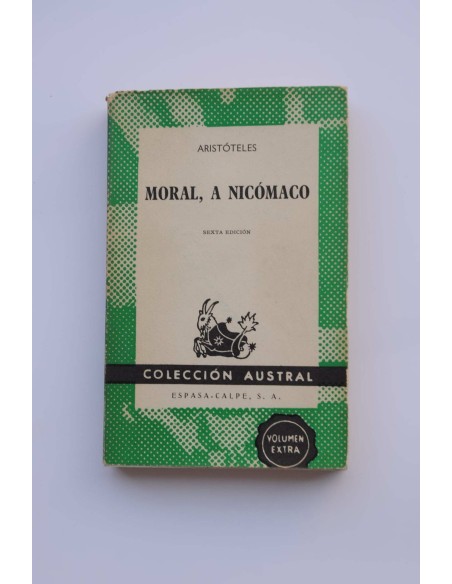 ARISTÓTELES
MORAL, A NICÓMACO
SEXTA EDICIÓN
COLECCIÓN AUSTRAL
ESPASA-CALPE, S. A.
VOLUMEN
EXTRA